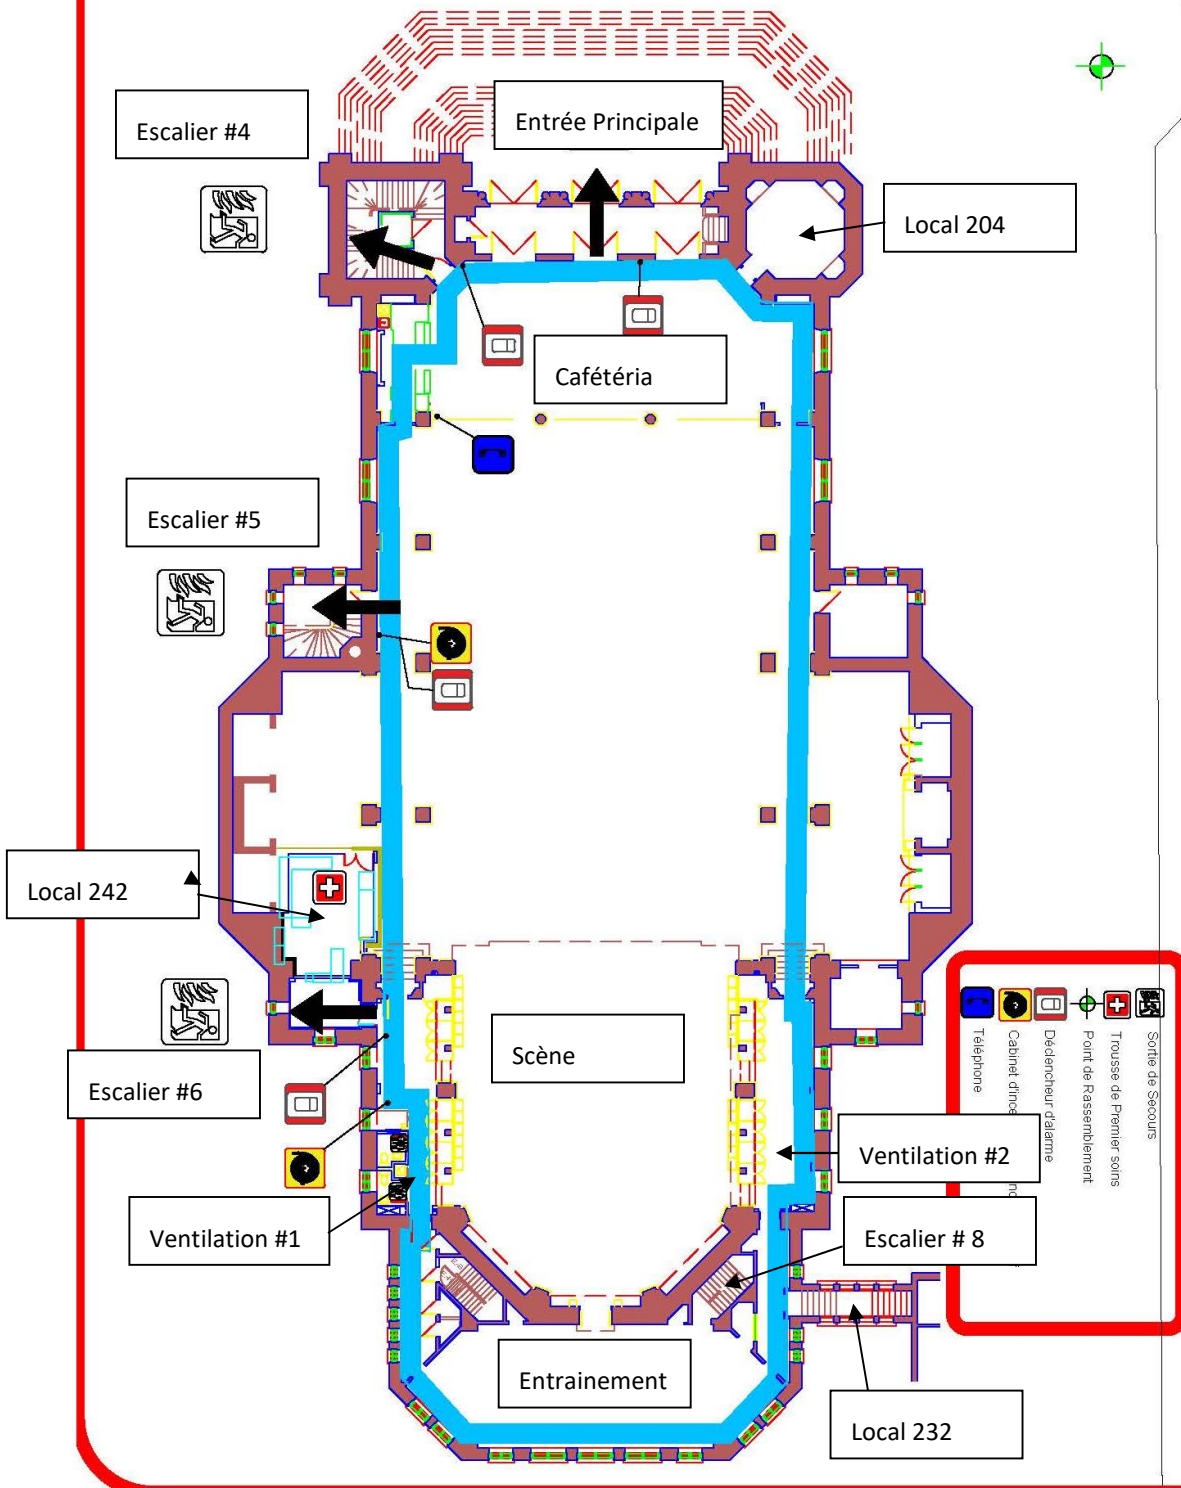 Entrée Principale
Escalier #4
Local 204
Cafétéria
Escalier #5
Local 242
Scène
Escalier #6
Ventilation #2
Ventilation #1
Escalier # 8
Entrainement
Local 232
Sortie de Secours
Trousse de Premier soins
Point de Rassemblement
Déclencheur d'alarme
Cabinet
Téléphone